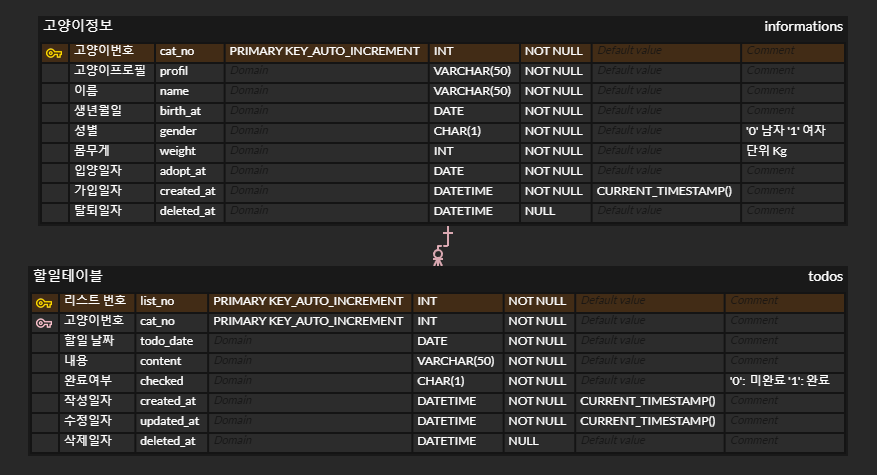 고양이정보 informations
고양이번호 cat_no PRIMARY KEY_AUTO_INCREMENT INT NOT NULL Default value Comment
고양이프로필 profil Domain VARCHAR(50) NOT NULL Default value Comment
이름 name Domain VARCHAR(50) NOT NULL Default value Comment
생년월일 birth_at Domain DATE NOT NULL Default value Comment
성별 gender Domain CHAR(1) NOT NULL Default value '0' 남자 '1' 여자
몸무게 weight Domain INT NOT NULL Default value 단위 Kg
입양일자 adopt_at Domain DATE NOT NULL Default value Comment
가입일자 created_at Domain DATETIME NOT NULL CURRENT_TIMESTAMP() Comment
탈퇴일자 deleted_at Domain DATETIME NULL Default value Comment
할일테이블 todos
리스트 번호 list_no PRIMARY KEY_AUTO_INCREMENT INT NOT NULL Default value Comment
고양이번호 cat_no PRIMARY KEY_AUTO_INCREMENT INT NOT NULL Default value Comment
할일 날짜 todo_date Domain DATE NOT NULL Default value Comment
내용 content Domain VARCHAR(50) NOT NULL Default value Comment
완료여부 checked Domain CHAR(1) NOT NULL Default value '0': 미완료 '1': 완료
작성일자 created_at Domain DATETIME NOT NULL CURRENT_TIMESTAMP() Comment
수정일자 updated_at Domain DATETIME NOT NULL CURRENT_TIMESTAMP() Comment
삭제일자 deleted_at Domain DATETIME NULL Default value Comment